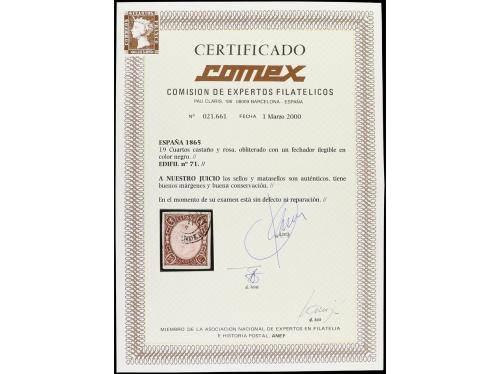 CERTIFICADO
comex
COMISION DE EXPERTOS FILATELICOS
PAU CLARIS, 08009 BARCELONA - ESPAÑA
Nº 021.661 FECHA 1 Marzo 2000
ESPAÑA 1865
19 Cuartos castaño y rosa, obliterado con un fechador ilegible en
color negro. //
EDIFIL nº 71. //
A NUESTRO JUICIO los sellos y matasellos son auténticos, tiene
buenos márgenes y buena conservación. //
En el momento de su examen está sin defecto ni reparación. //
MIEMBRO DE LA ASOCIACION NACIONAL DE EXPERTOS EN FILATELIA
E HISTORIA POSTAL. ANEF